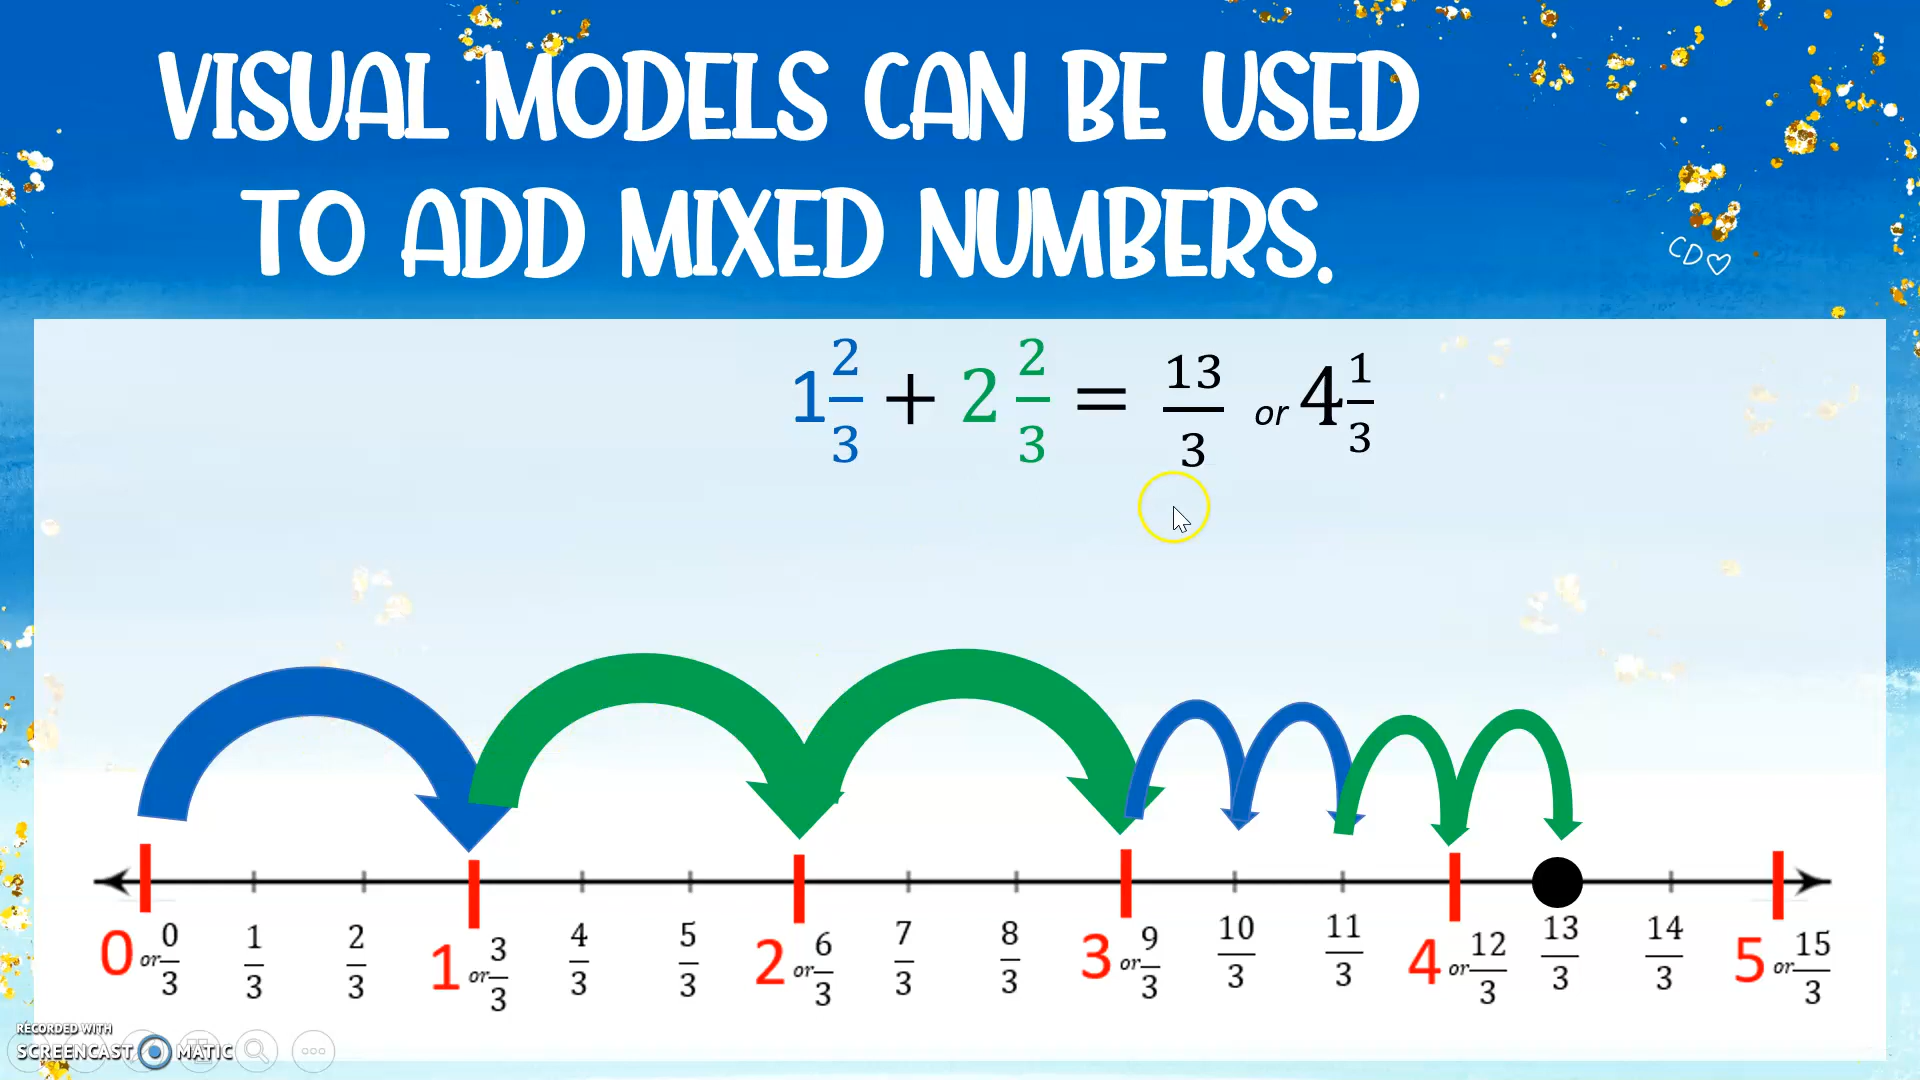 VISUAL MODELS CAN BE USED
TO ADD MIXED NUMBERS.
CD♡
1 2/3 + 2 2/3 = 13/3 or 4 1/3
0 or 0/3 1/3 2/3 1 or 3/3 4/3 5/3 2 or 6/3 7/3 8/3 3 or 9/3 10/3 11/3 4 or 12/3 13/3 14/3 5 or 15/3
RECORDED WITH
SCREENCAST MATIC